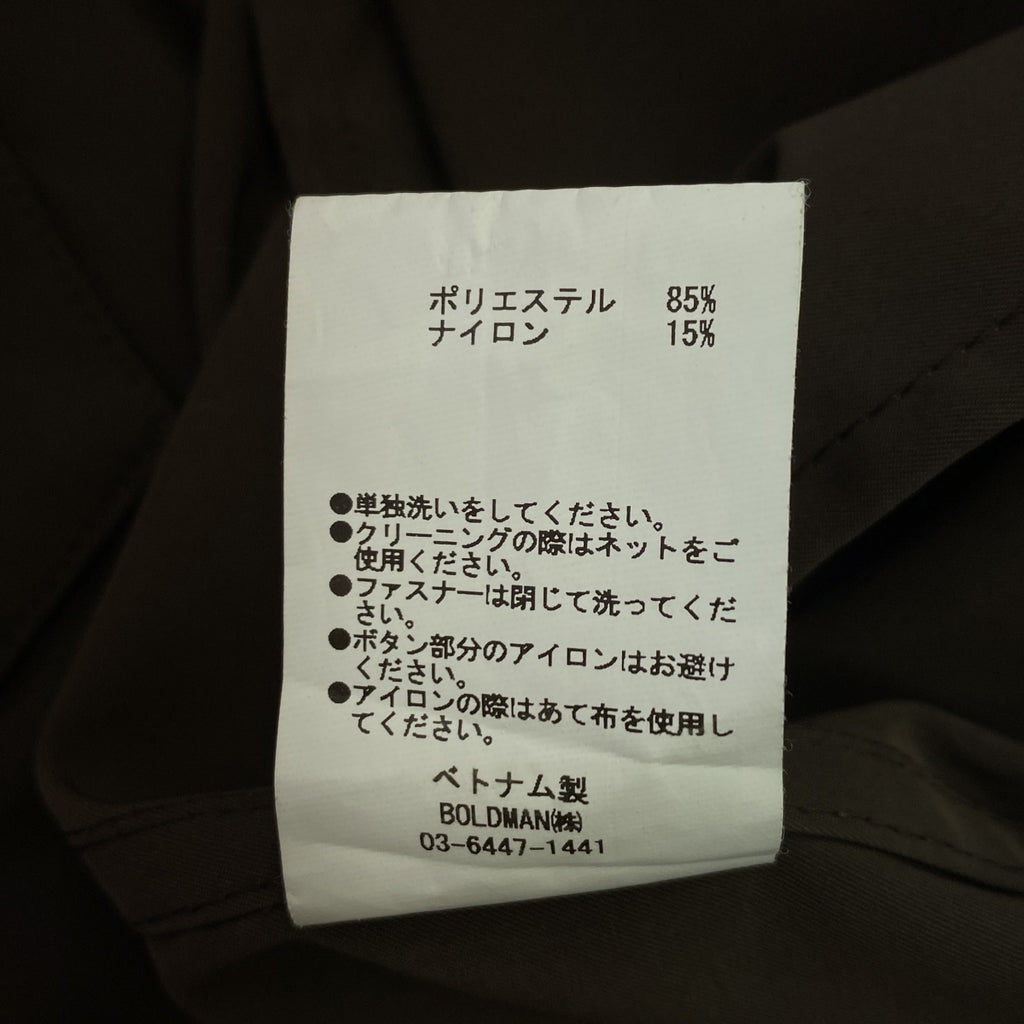 ポリエステル 85%
ナイロン 15%
●単独洗いをしてください。
●クリーニングの際はネットをご
使用ください。
●ファスナーは閉じて洗ってくだ
さい。
●ボタン部分のアイロンはお避け
ください。
●アイロンの際はあて布を使用し
てください。
ベトナム製
BOLDMAN㈱
03-6447-1441